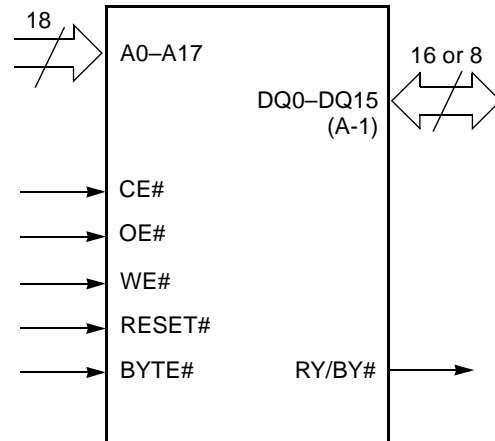 18
A0–A17
16 or 8
DQ0–DQ15
(A-1)
CE#
OE#
WE#
RESET#
BYTE#
RY/BY#